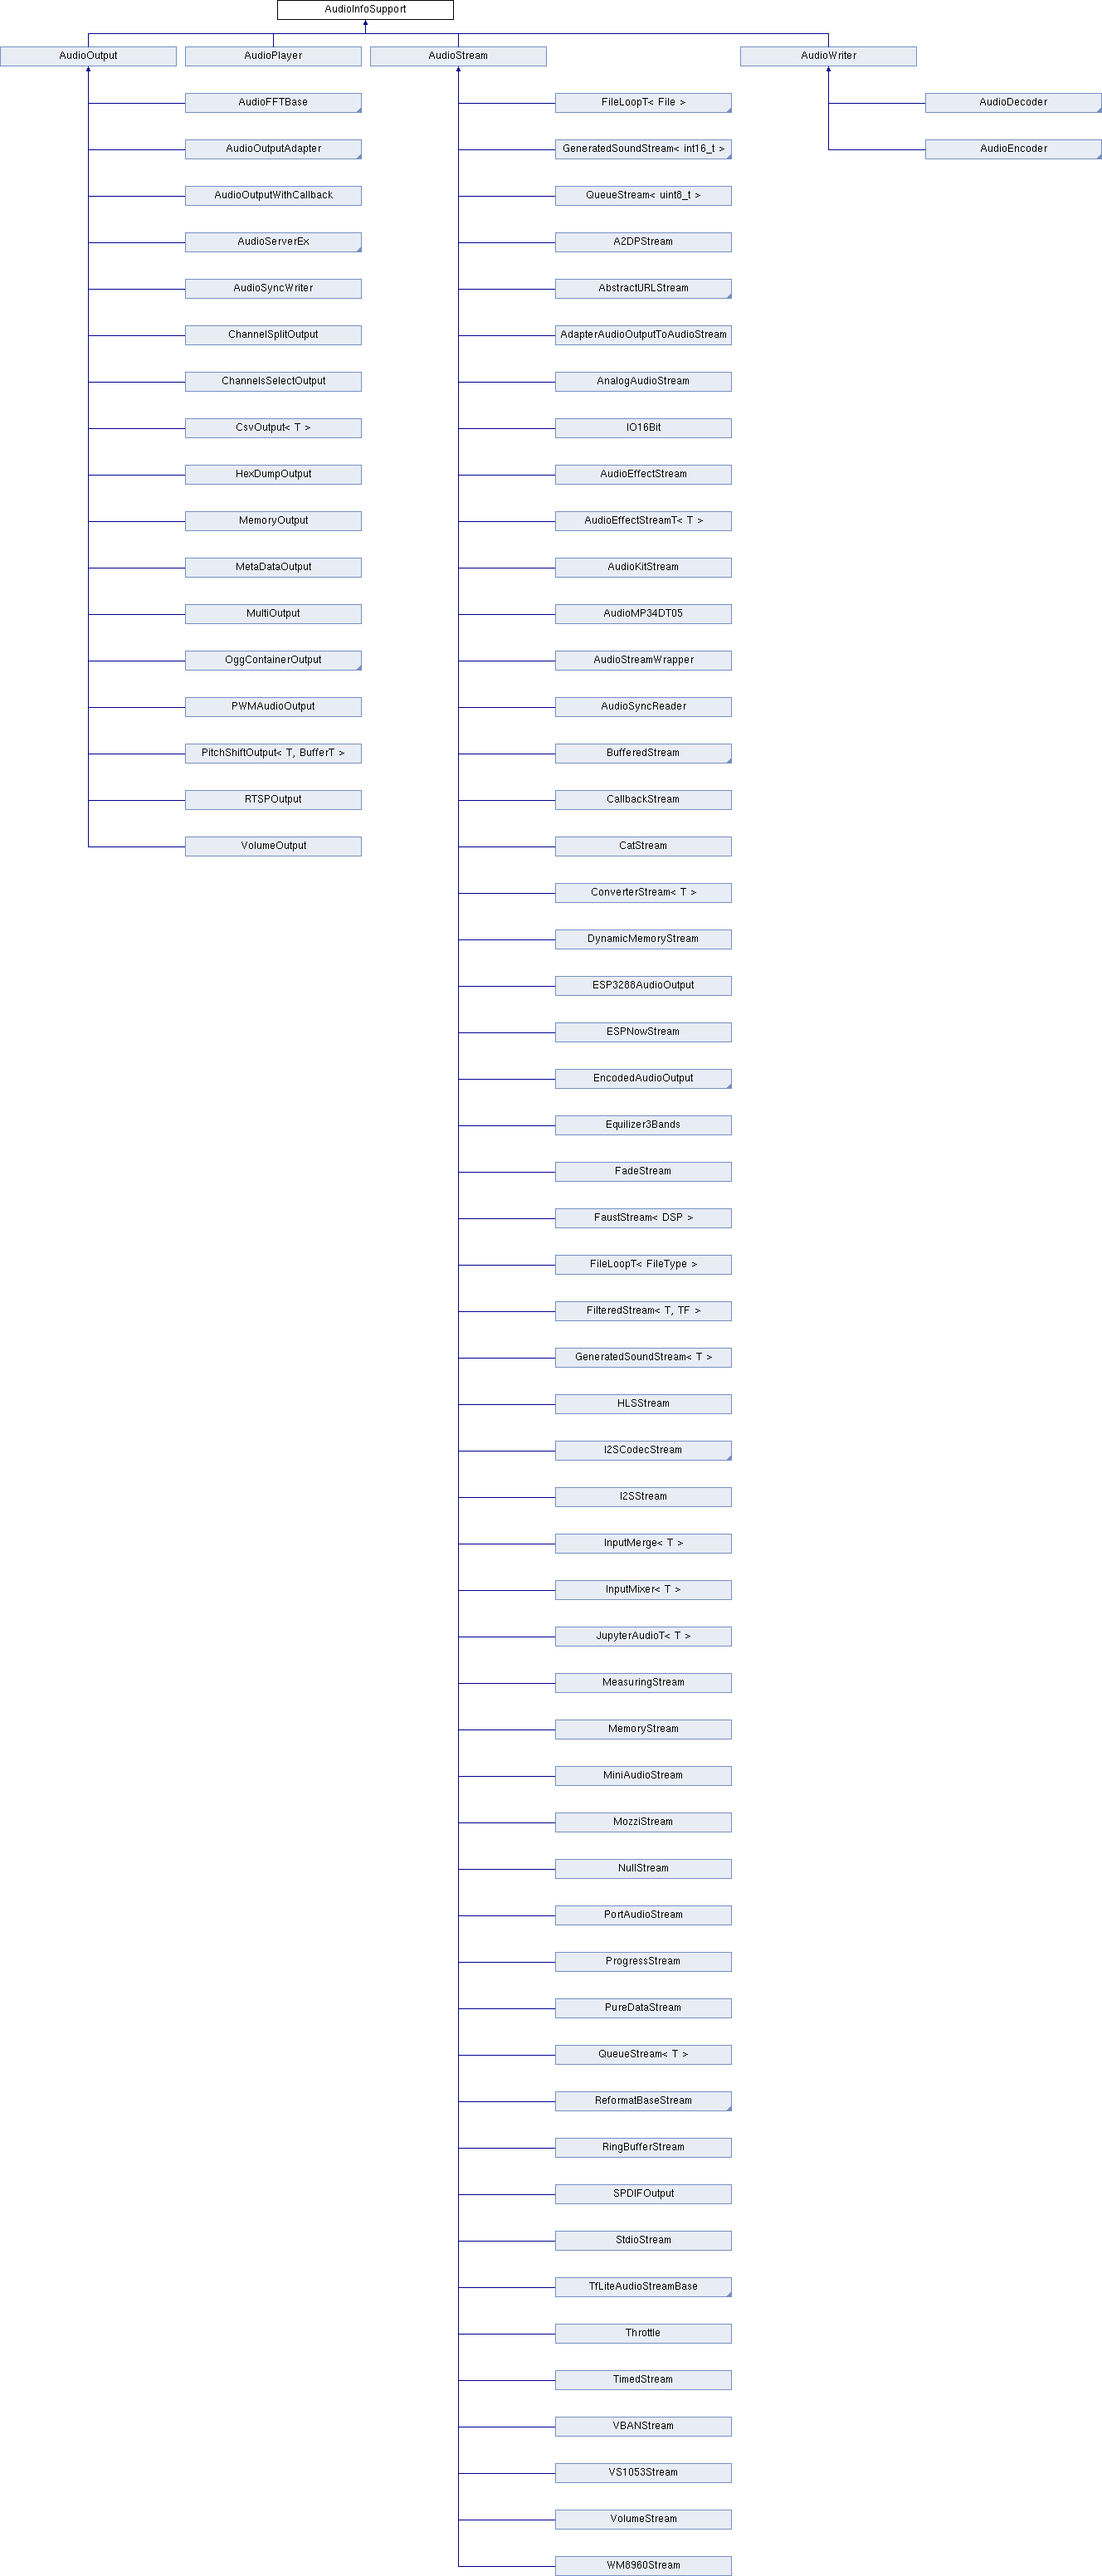 AudioInfoSupport
AudioOutput
AudioPlayer
AudioStream
AudioWriter
AudioFFTBase
FileLoopT< File >
AudioDecoder
AudioOutputAdapter
GeneratedSoundStream< int16_t >
AudioEncoder
AudioOutputWithCallback
QueueStream< uint8_t >
AudioServerEx
A2DPStream
AudioSyncWriter
AbstractURLStream
ChannelSplitOutput
AdapterAudioOutputToAudioStream
ChannelsSelectOutput
AnalogAudioStream
CsvOutput< T >
IO16Bit
HexDumpOutput
AudioEffectStream
MemoryOutput
AudioEffectStreamT< T >
MetaDataOutput
AudioKitStream
MultiOutput
AudioMP34DT05
OggContainerOutput
AudioStreamWrapper
PWMAudioOutput
AudioSyncReader
PitchShiftOutput< T, BufferT >
BufferedStream
RTSPOutput
CallbackStream
VolumeOutput
CatStream
ConverterStream< T >
DynamicMemoryStream
ESP3288AudioOutput
ESPNowStream
EncodedAudioOutput
Equilizer3Bands
FadeStream
FaustStream< DSP >
FileLoopT< FileType >
FilteredStream< T, TF >
GeneratedSoundStream< T >
HLSStream
I2SCodecStream
I2SStream
InputMerge< T >
InputMixer< T >
JupyterAudioT< T >
MeasuringStream
MemoryStream
MiniAudioStream
MozziStream
NullStream
PortAudioStream
ProgressStream
PureDataStream
QueueStream< T >
ReformatBaseStream
RingBufferStream
SPDIFOutput
StdioStream
TfLiteAudioStreamBase
Throttle
TimedStream
VBANStream
VS1053Stream
VolumeStream
WM8960Stream